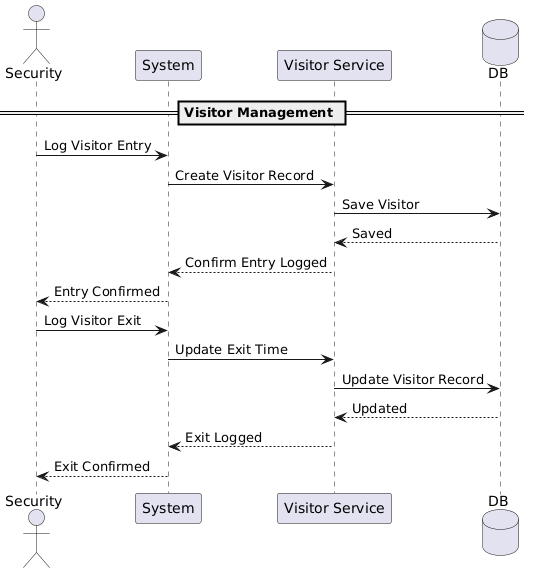 Security
System
Visitor Service
DB
Visitor Management
Log Visitor Entry
Create Visitor Record
Save Visitor
Saved
Confirm Entry Logged
Entry Confirmed
Log Visitor Exit
Update Exit Time
Update Visitor Record
Updated
Exit Logged
Exit Confirmed
Security
System
Visitor Service
DB